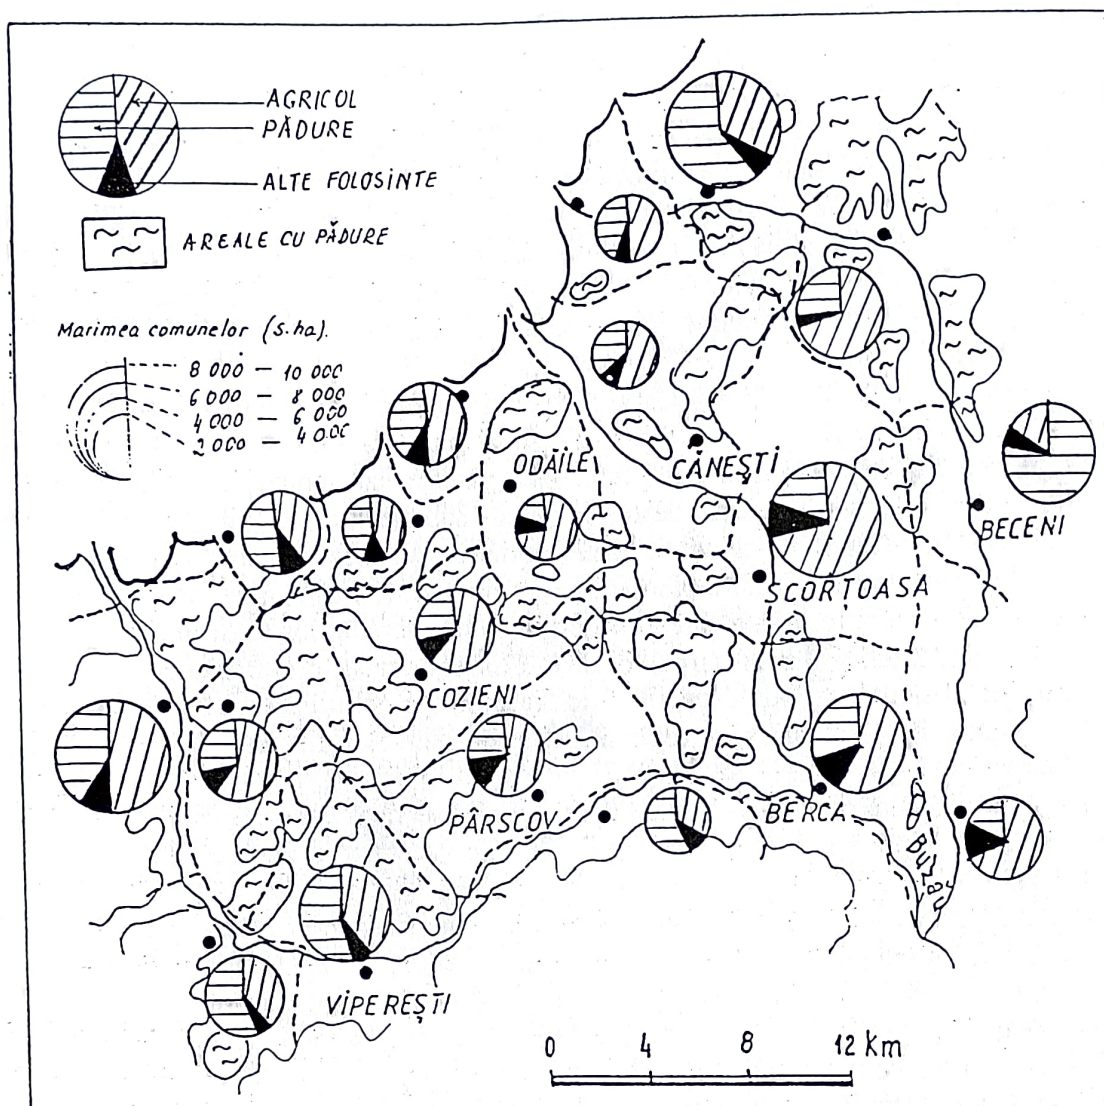 AGRICOL
PĂDURE
ALTE FOLOSINTE
AREALE CU PĂDURE
Marimea comunelor (s.ha).
8 000 — 10 000
6 000 — 8 000
4 000 — 6 000
2 000 — 4 000
ODĂILE
CĂNEȘTI
BECENI
SCORTOASA
COZIENI
PÂRSCOV
BERCA
BUZĂU
VIPEREȘTI
0 4 8 12 Km